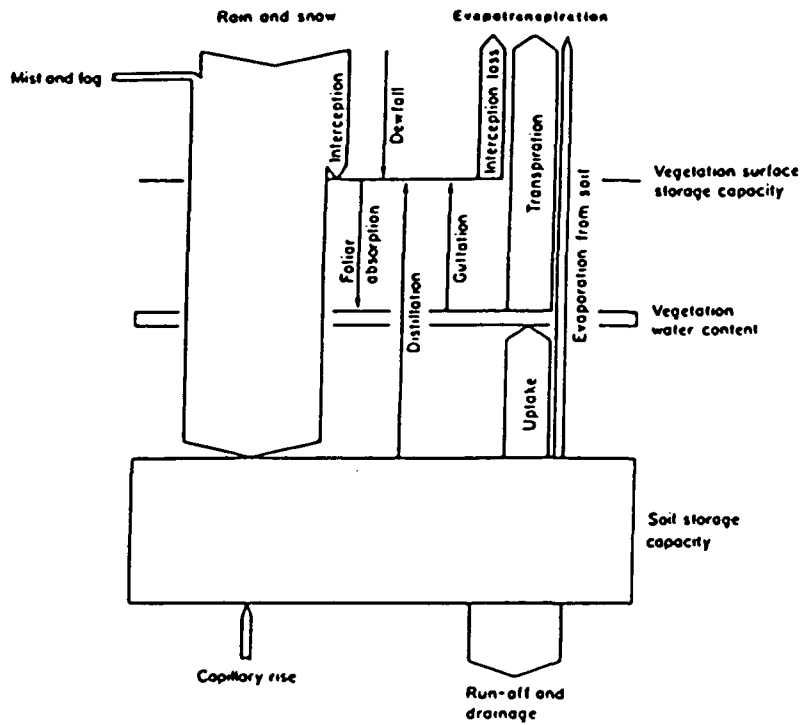 Rain and snow
Evapotranspiration
Mist and fog
Interception
Dewfall
Interception loss
Transpiration
Evaporation from soil
Vegetation surface
storage capacity
Foliar
absorption
Distillation
Guttation
Vegetation
water content
Uptake
Soil storage
capacity
Capillary rise
Run-off and
drainage